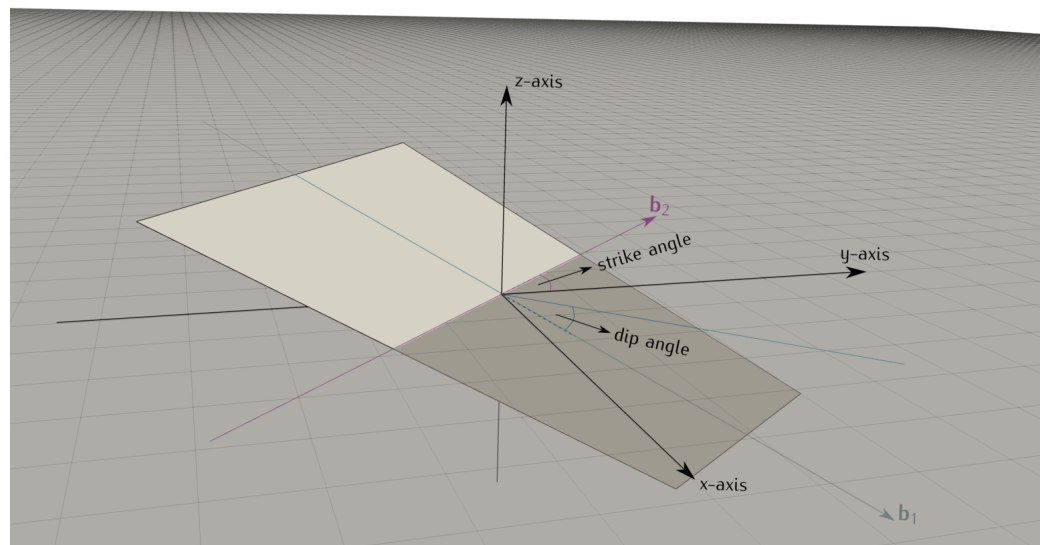 z-axis
b₂
strike angle
y-axis
dip angle
x-axis
b₁